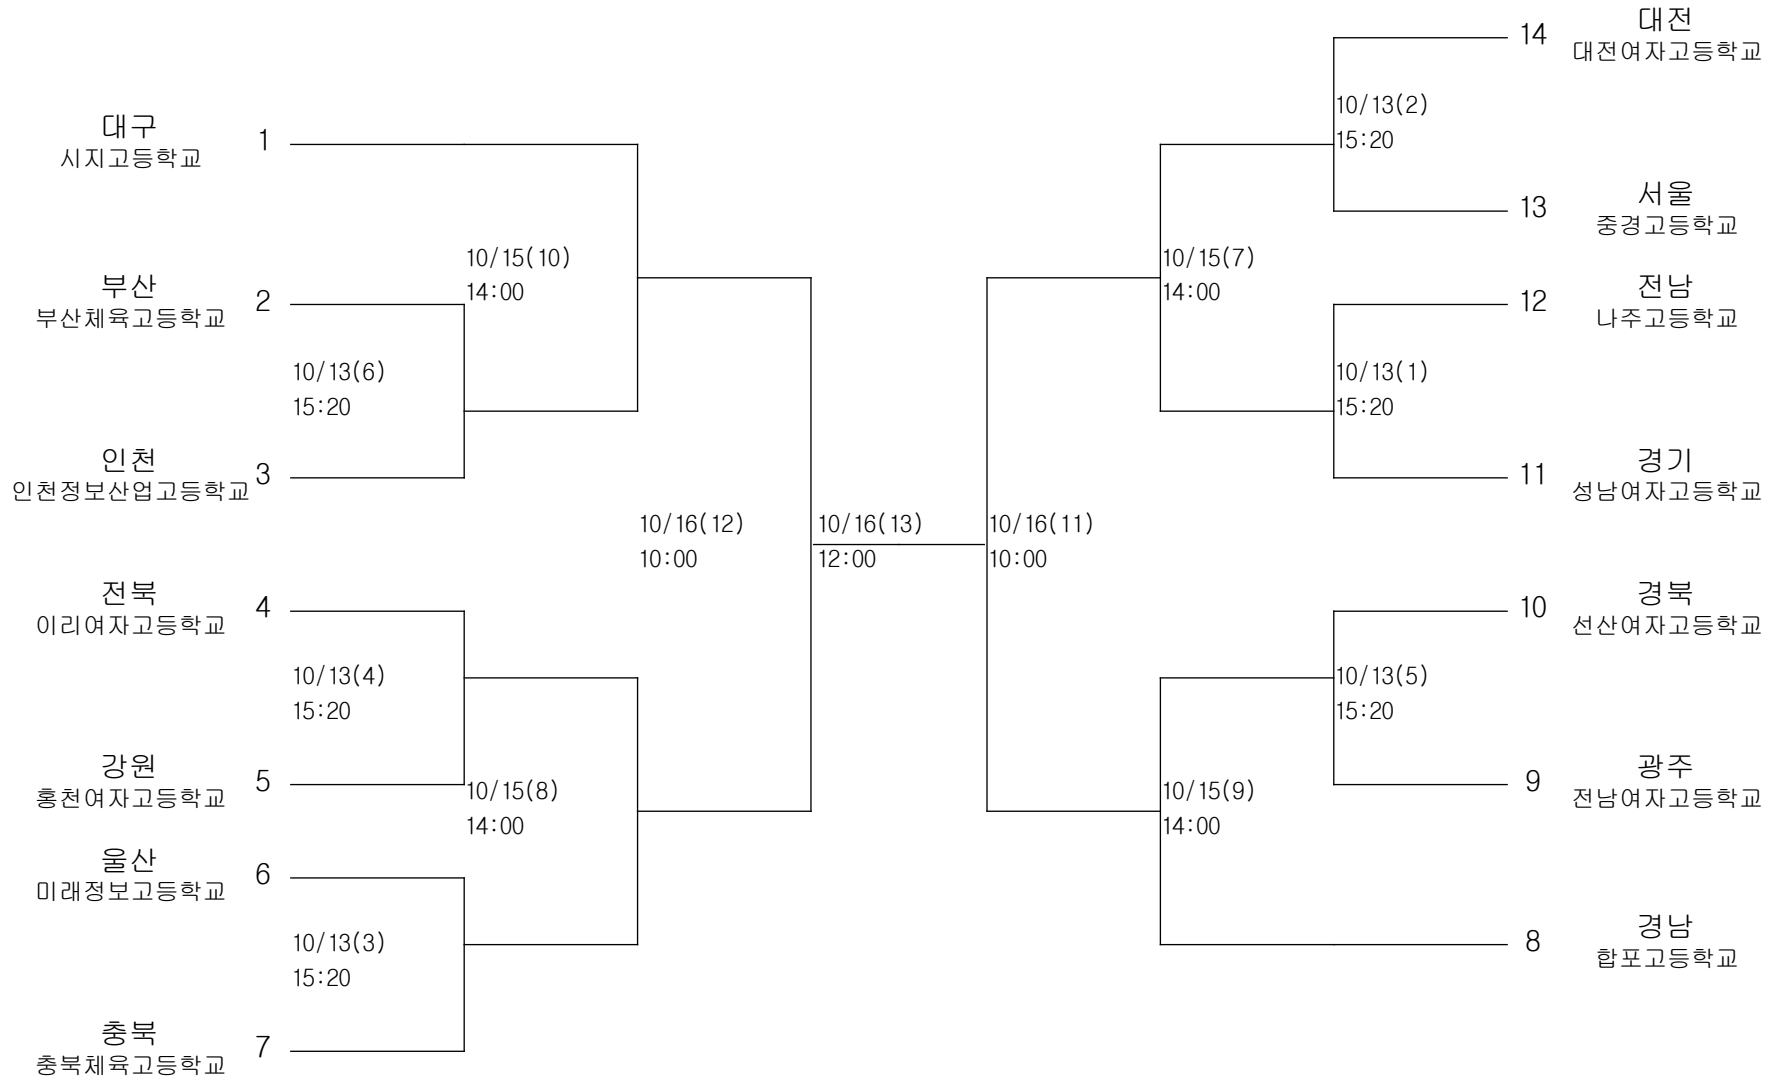 대구
시지고등학교
1
부산
부산체육고등학교
2
10/13(6)
15:20
인천
인천정보산업고등학교
3
10/15(10)
14:00
전북
이리여자고등학교
4
10/13(4)
15:20
강원
홍천여자고등학교
5
10/15(8)
14:00
울산
미래정보고등학교
6
10/13(3)
15:20
충북
충북체육고등학교
7
10/16(12)
10:00
10/16(13)
12:00
10/16(11)
10:00
14
대전
대전여자고등학교
10/13(2)
15:20
13
서울
중경고등학교
10/15(7)
14:00
12
전남
나주고등학교
10/13(1)
15:20
11
경기
성남여자고등학교
10
경북
선산여자고등학교
10/13(5)
15:20
9
광주
전남여자고등학교
10/15(9)
14:00
8
경남
합포고등학교